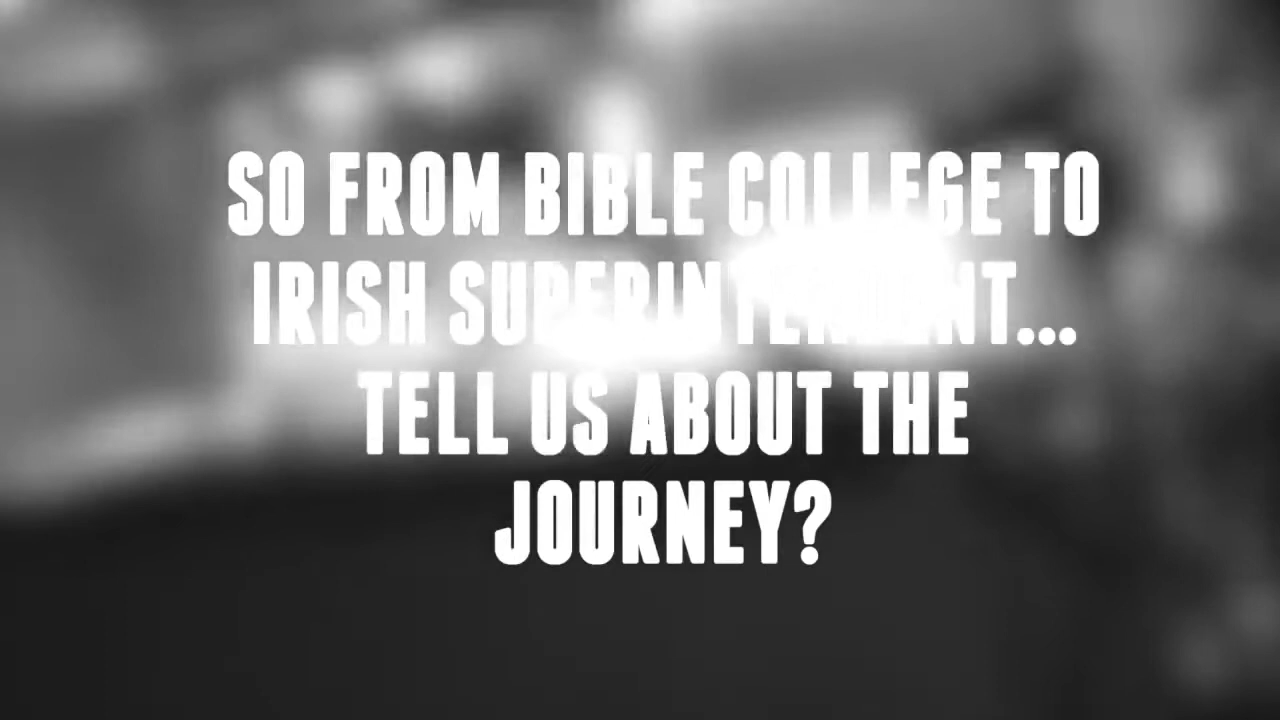 SO FROM BIBLE COLLEGE TO
IRISH SUPERINTENDENT...
TELL US ABOUT THE
JOURNEY?